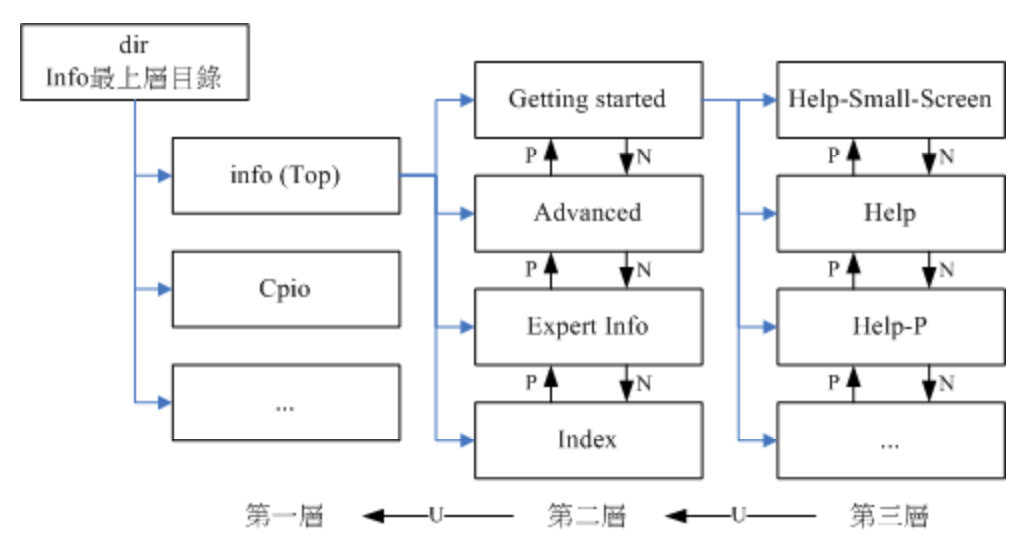 dir
Info最上層目錄
info (Top)
Cpio
...
Getting started
P
N
Advanced
P
N
Expert Info
P
N
Index
Help-Small-Screen
P
N
Help
P
N
Help-P
P
N
...
第一層
U
第二層
U
第三層